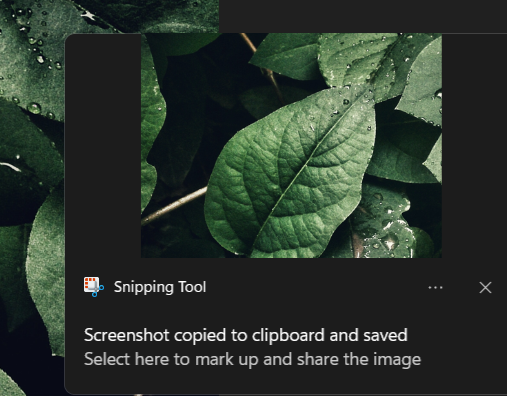 Snipping Tool
Screenshot copied to clipboard and saved
Select here to mark up and share the image